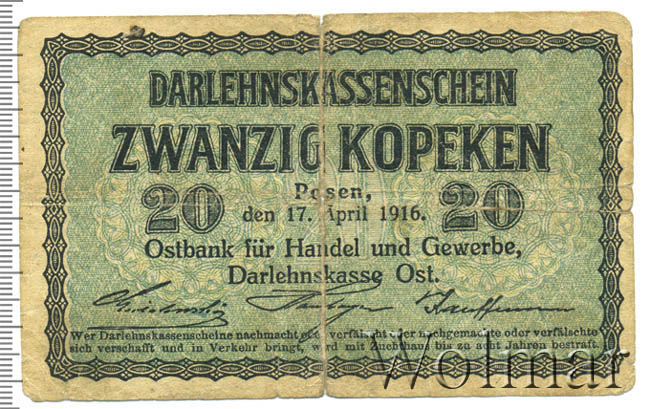 DARLEHNSKASSENSCHEIN
ZWANZIG KOPEKEN
20 Posen, 20
den 17. April 1916.
Ostbank für Handel und Gewerbe,
Darlehnskasse Ost.
Kauffmann
Wer Darlehnskassenscheine nachmacht oder verfälscht oder nachgemachte oder verfälschte
sich verschafft und in Verkehr bringt, wird mit Zuchthaus bis zu acht Jahren bestraft.
Wolmar